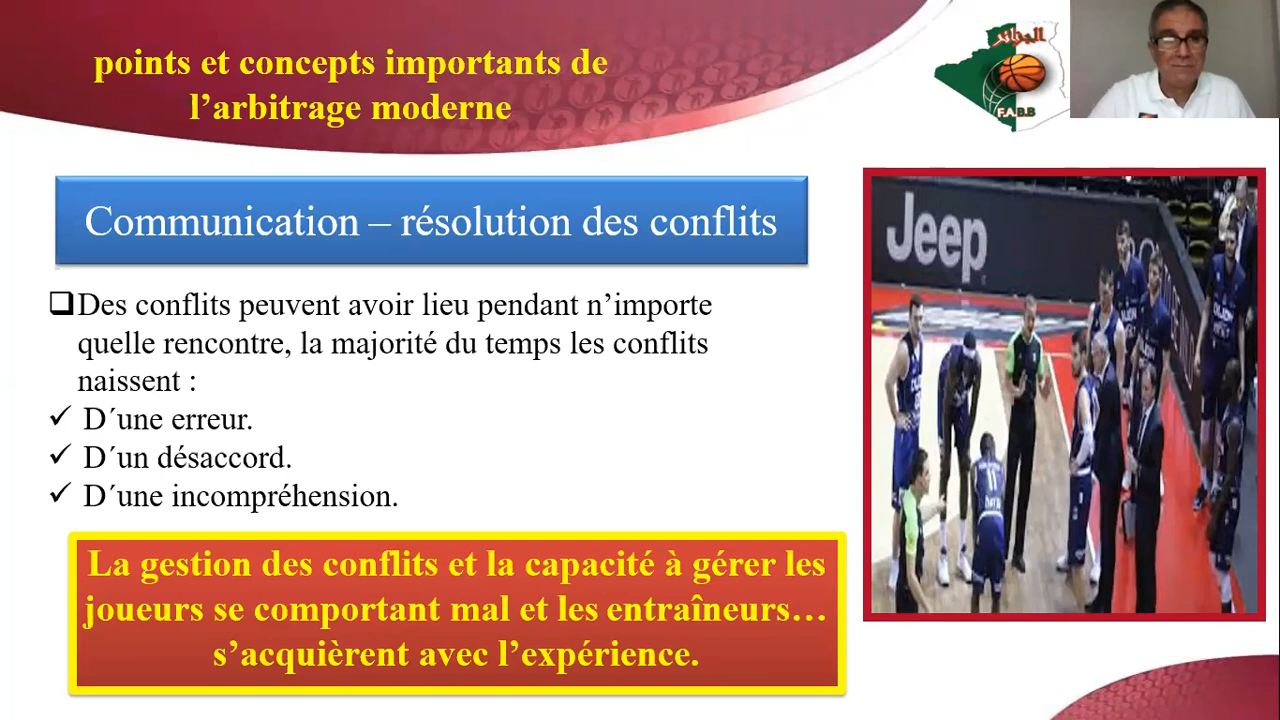 points et concepts importants de
l’arbitrage moderne
الجزائر
F.A.B.B
Communication – résolution des conflits
Jeep
❑Des conflits peuvent avoir lieu pendant n’importe
quelle rencontre, la majorité du temps les conflits
naissent :
✓ D´une erreur.
✓ D´un désaccord.
✓ D´une incompréhension.
11
La gestion des conflits et la capacité à gérer les
joueurs se comportant mal et les entraîneurs…
s’acquièrent avec l’expérience.